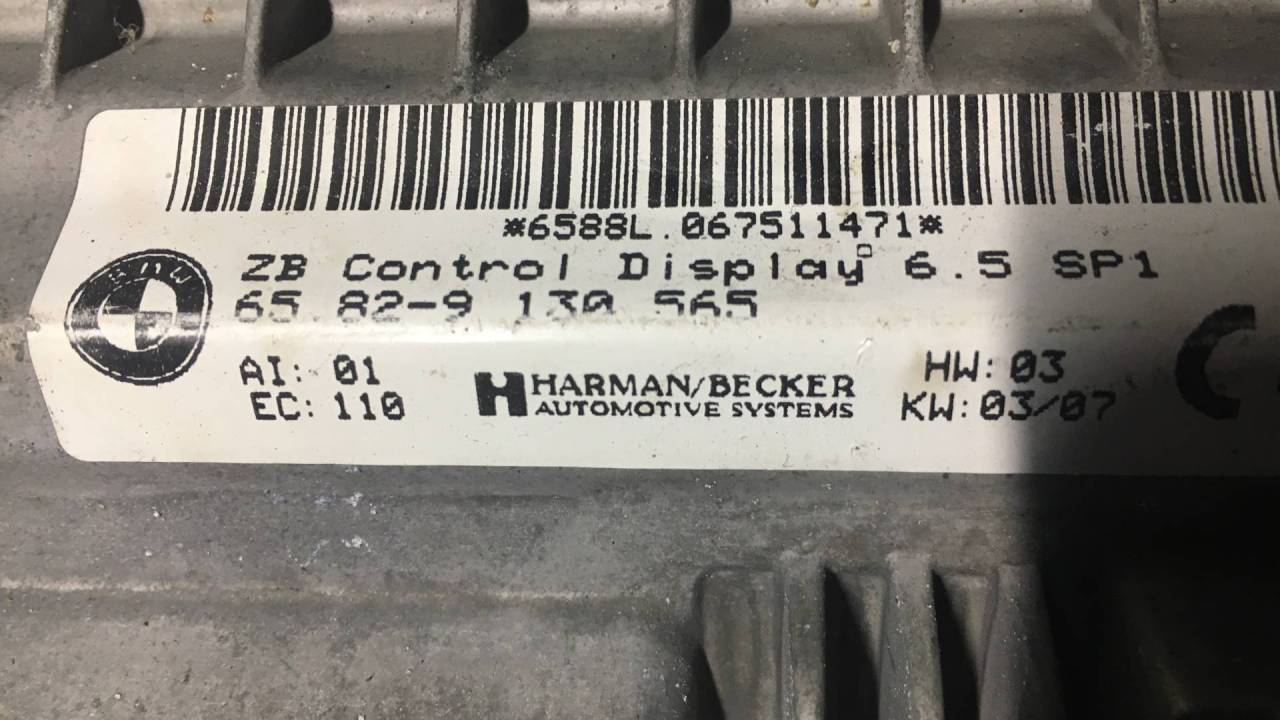 *6588L.067511471*
BMW
ZB Control Display 6.5 SP1
65 82-9 130 565
AI: 01
HARMAN/BECKER
HW: 03
EC: 110
AUTOMOTIVE SYSTEMS
KW: 03/07